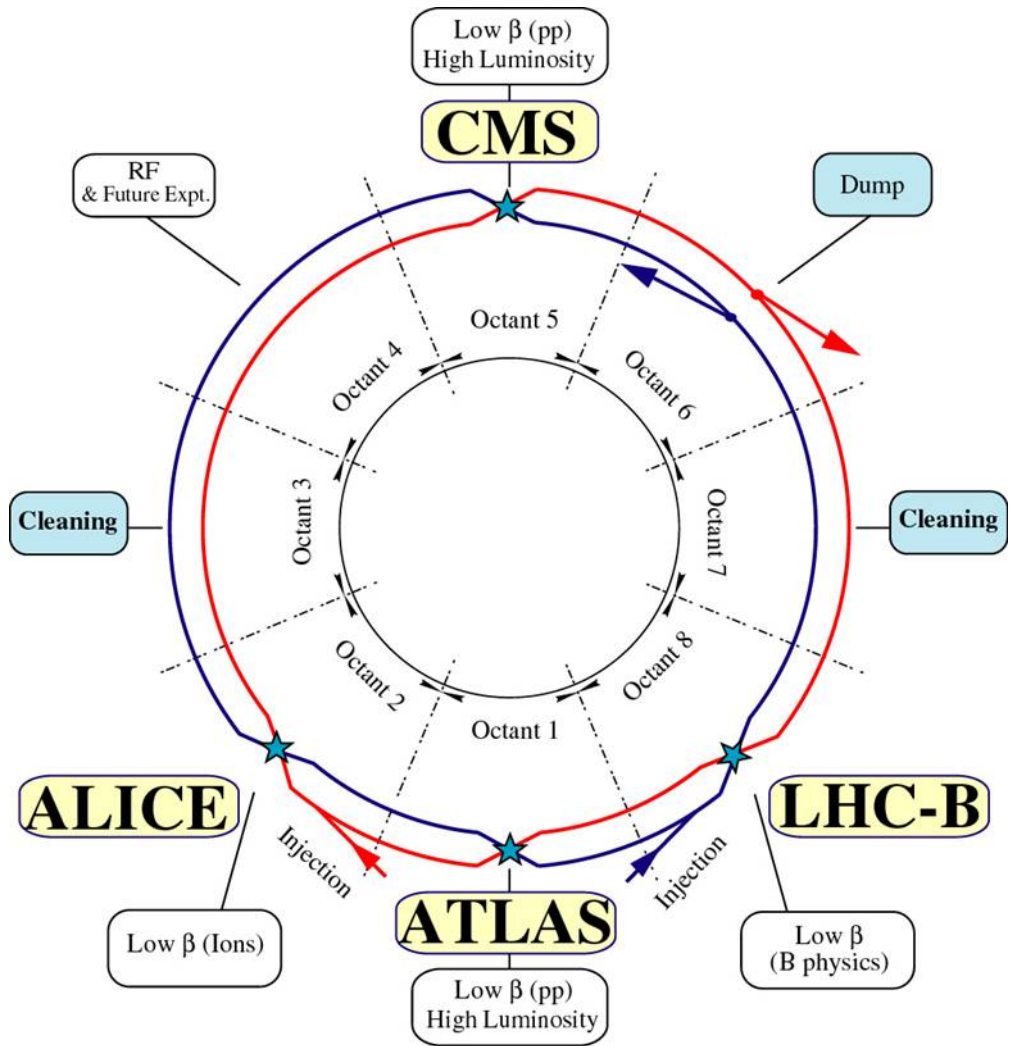 Low β (pp)
High Luminosity
CMS
RF
& Future Expt.
Dump
Octant 5
Octant 4
Octant 6
Cleaning
Octant 3
Octant 7
Cleaning
Octant 2
Octant 8
Octant 1
ALICE
LHC-B
Injection
Injection
ATLAS
Low β (Ions)
Low β
(B physics)
Low β (pp)
High Luminosity